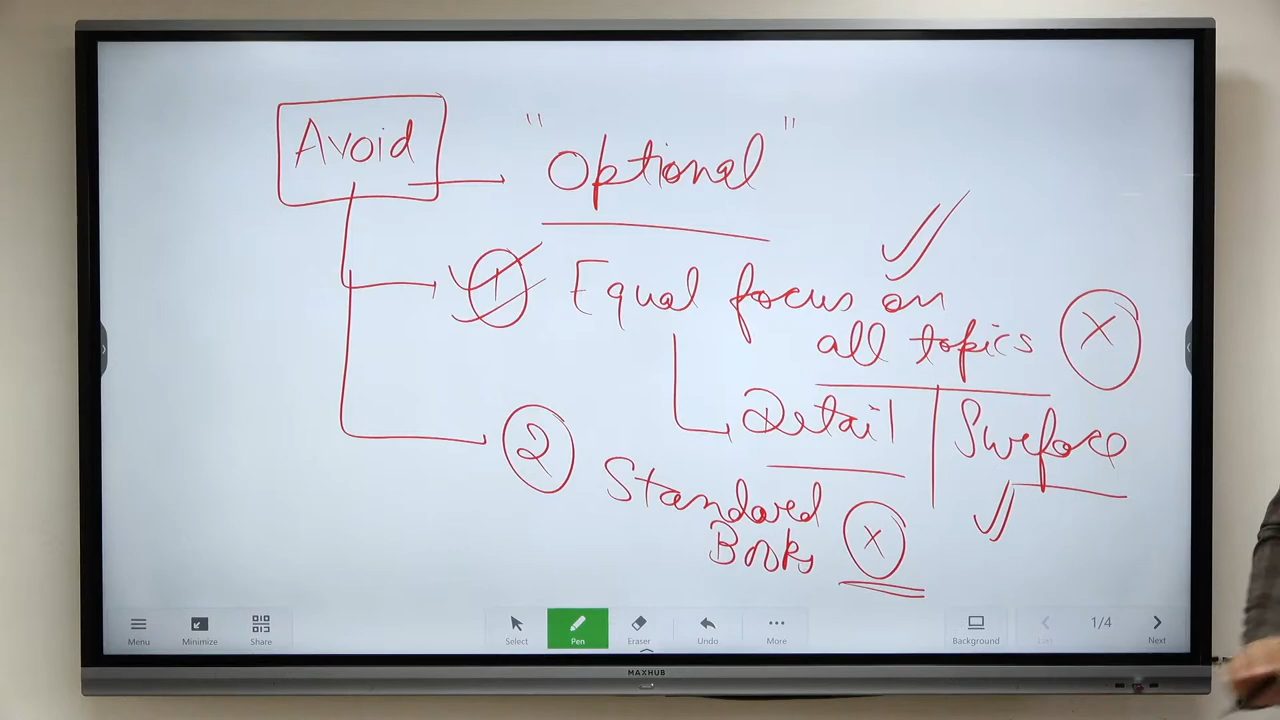 Avoid
"Optional"
1 Equal focus on
all topics X
Detail Surface
2 Standard
Books X
Menu Minimize Share Select Pen Eraser Undo More Background Last 1/4 Next
MAXHUB